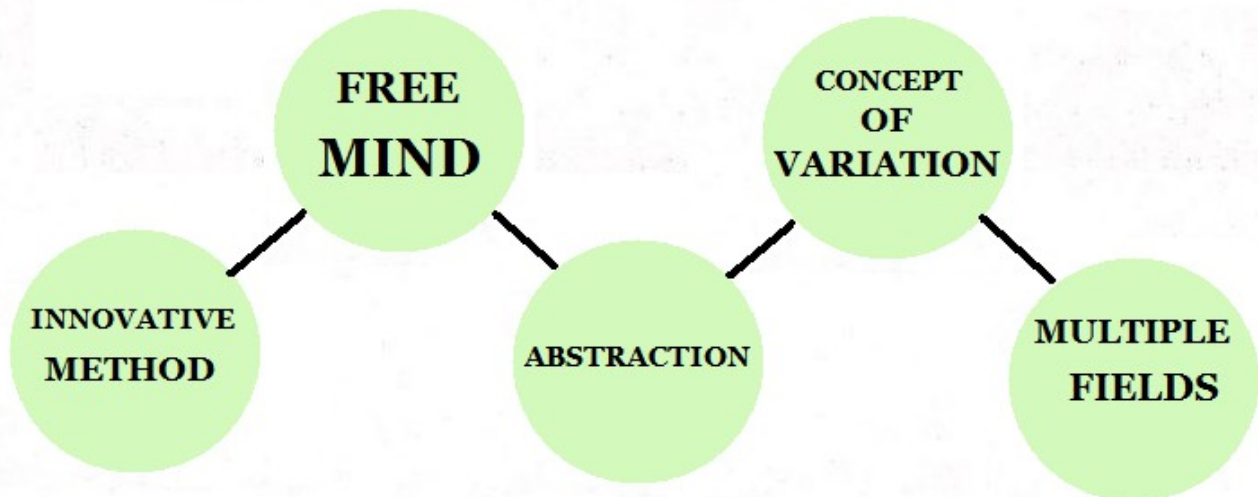 INNOVATIVE
METHOD
FREE
MIND
ABSTRACTION
CONCEPT
OF
VARIATION
MULTIPLE
FIELDS